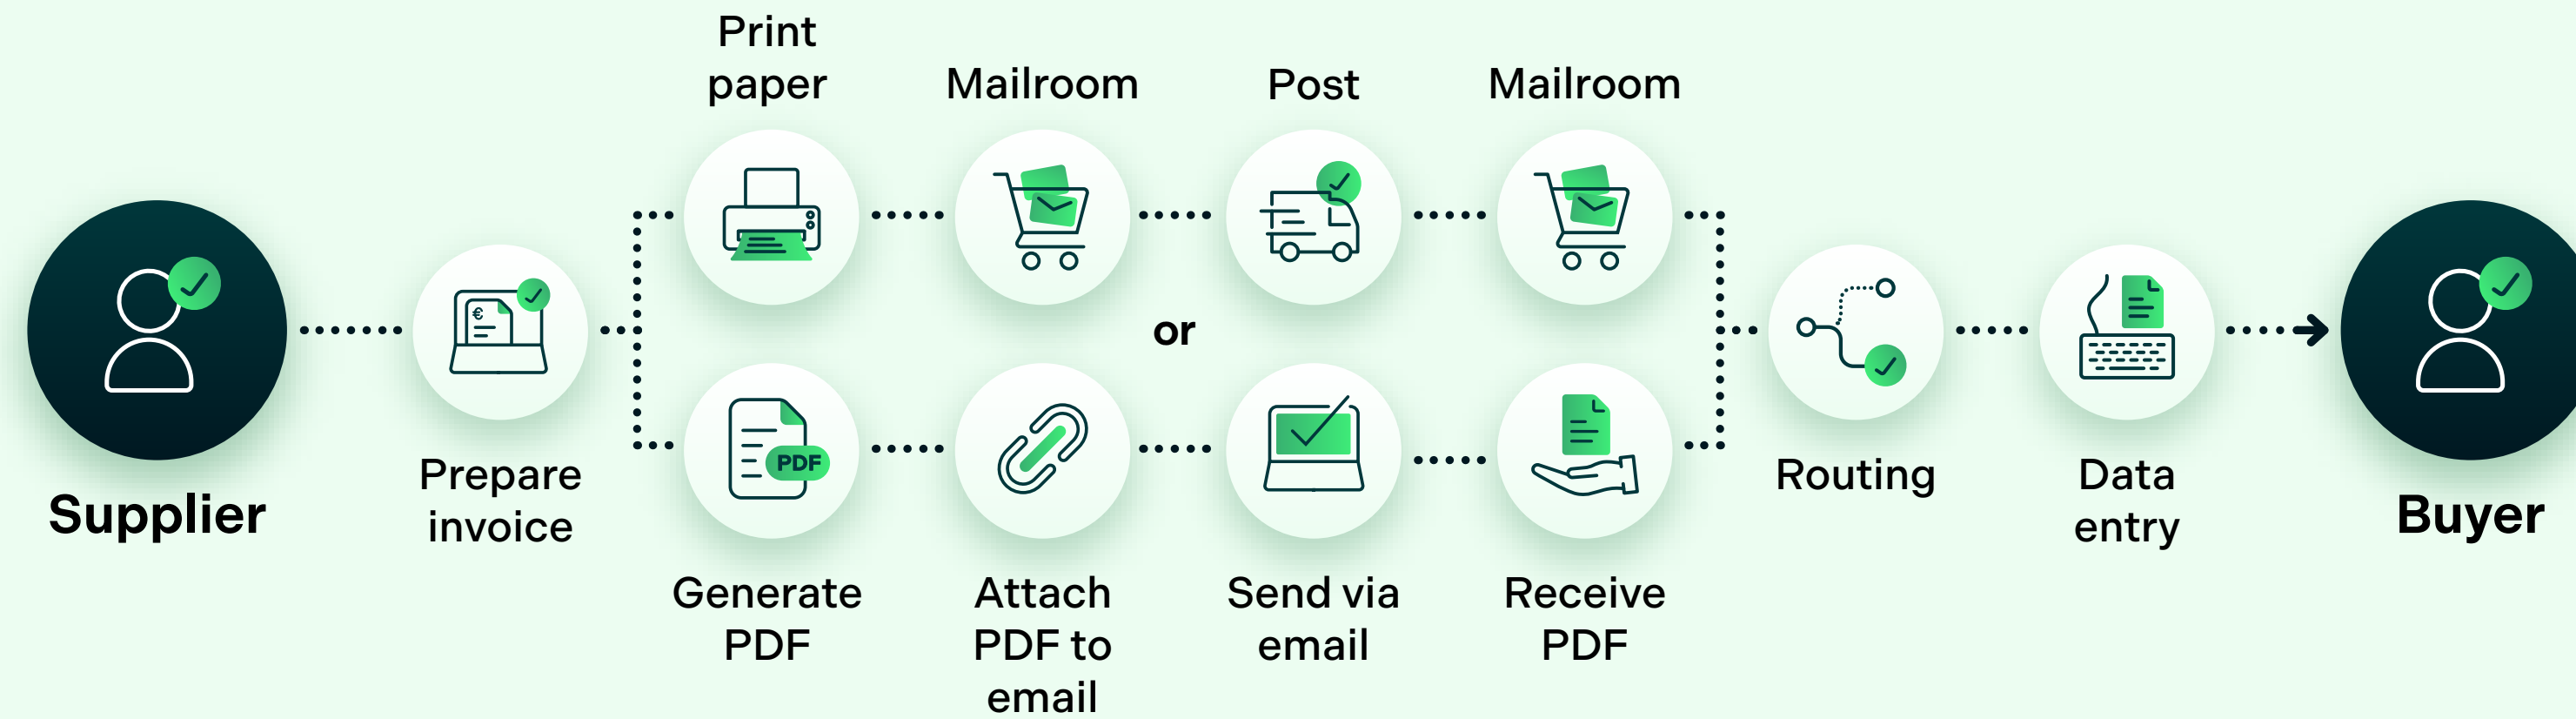 Supplier
Prepare
invoice
€
Print
paper
Mailroom
Post
Mailroom
or
PDF
Generate
PDF
Attach
PDF to
email
Send via
email
Receive
PDF
Routing
Data
entry
Buyer